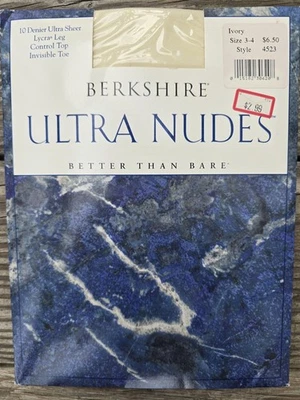 10 Denier Ultra Sheer
Lycra® Leg
Control Top
Invisible Toe
Ivory
Size 3-4 $6.50
Style 4523
BERKSHIRE®
$2.99
ULTRA NUDES
BETTER THAN BARE®